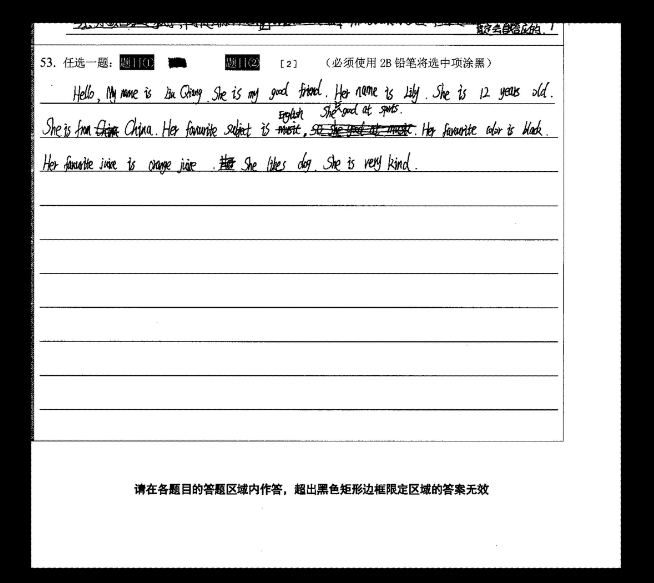 53. 任选一题: 题目(1) 题目(2) [2] (必须使用 2B 铅笔将选中项涂黑)
Hello, My name is Liu Qiang. She is my good friend. Her name is Lily. She is 12 years old.
English She is good at sports.
She is from China. Her favourite subject is music, so she good at music. Her favourite color is black.
Her favourite juice is orange juice. She likes dog. She is very kind.
请在各题目的答题区域内作答，超出黑色矩形边框限定区域的答案无效